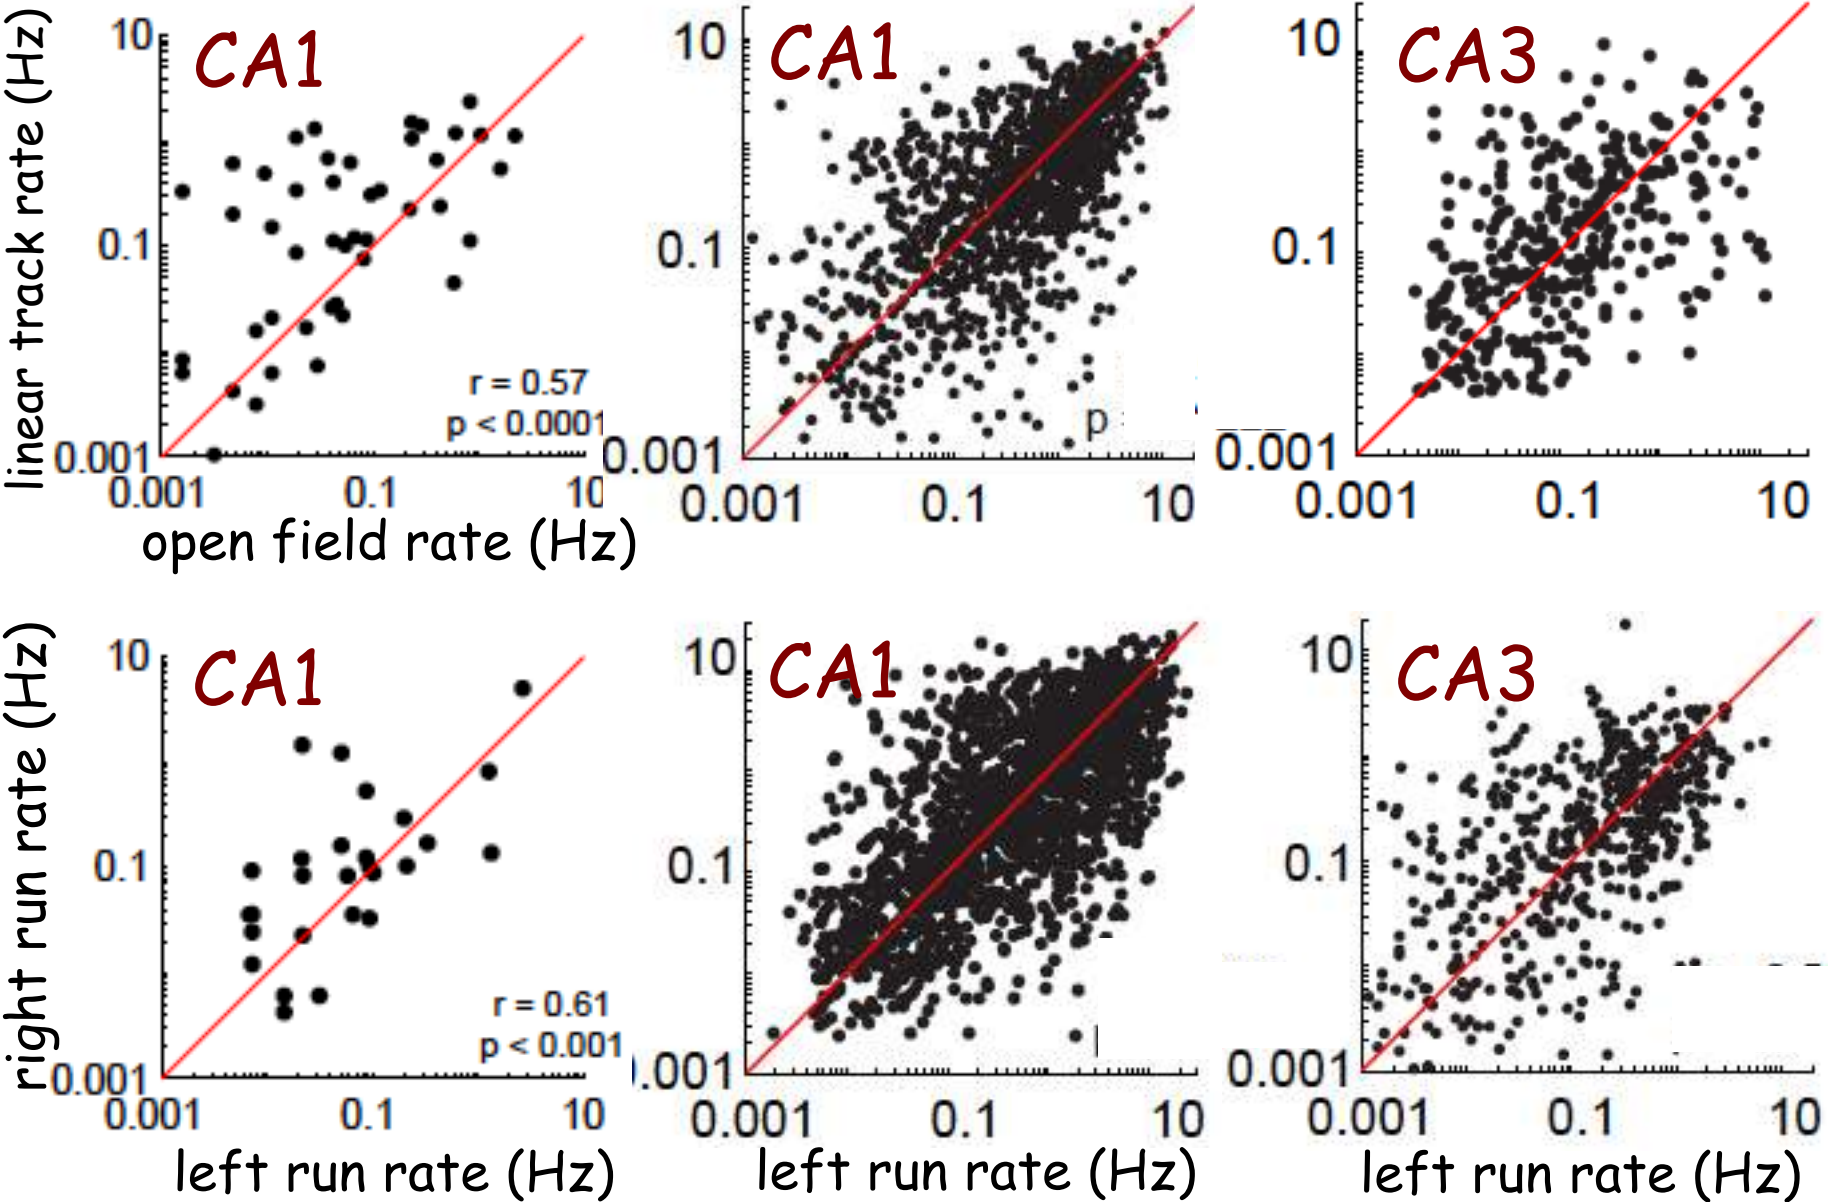 linear track rate (Hz)
10
CA1
0.1
0.001
r = 0.57
p < 0.0001
0.001 0.1 10
open field rate (Hz)
10
CA1
0.1
0.001
p
0.001 0.1 10
10
CA3
0.1
0.001
0.001 0.1 10
right run rate (Hz)
10
CA1
0.1
0.001
r = 0.61
p < 0.001
0.001 0.1 10
left run rate (Hz)
10
CA1
0.1
.001
0.001 0.1 10
left run rate (Hz)
10
CA3
0.1
0.001
0.001 0.1 10
left run rate (Hz)